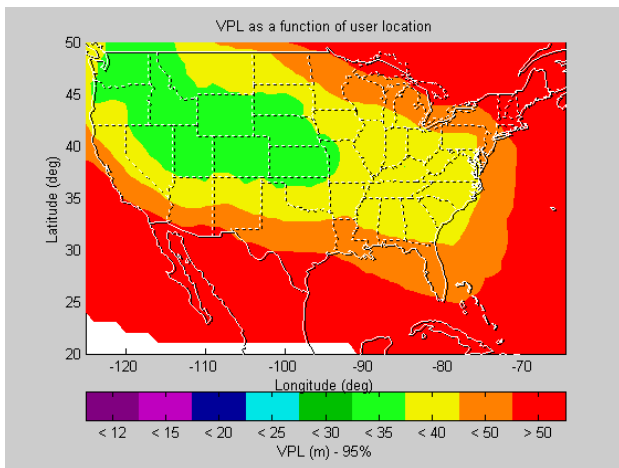 VPL as a function of user location
50
45
40
35
30
25
20
Latitude (deg)
-120 -110 -100 -90 -80 -70
Longitude (deg)
< 12 < 15 < 20 < 25 < 30 < 35 < 40 < 50 > 50
VPL (m) - 95%